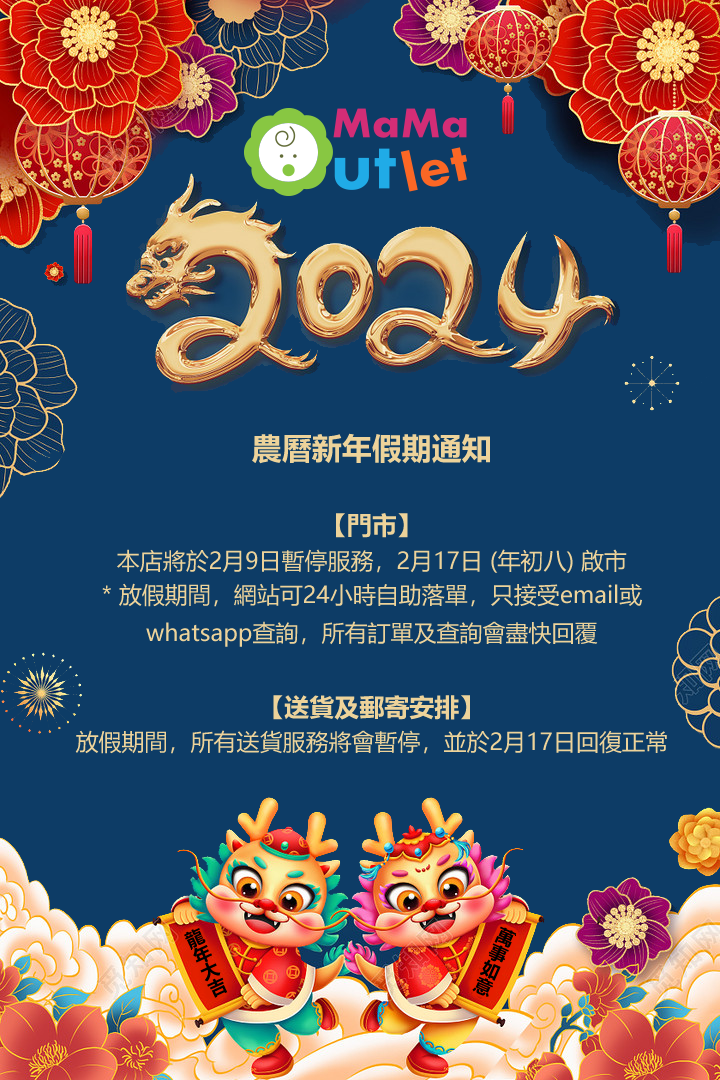 MaMa
Outlet
2024
農曆新年假期通知
【門市】
本店將於2月9日暫停服務，2月17日 (年初八) 啟市
* 放假期間，網站可24小時自助落單，只接受email或
whatsapp查詢，所有訂單及查詢會盡快回覆
【送貨及郵寄安排】
放假期間，所有送貨服務將會暫停，並於2月17日回復正常
龍年大吉
萬事如意